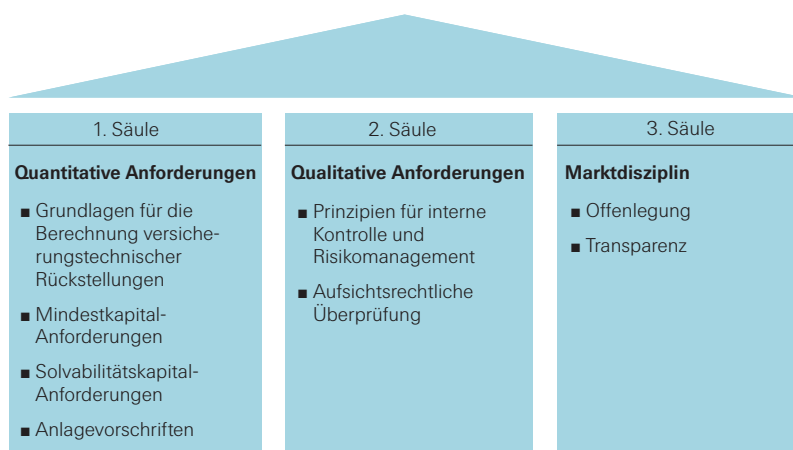 1. Säule
Quantitative Anforderungen
■ Grundlagen für die
Berechnung versiche-
rungstechnischer
Rückstellungen
■ Mindestkapital-
Anforderungen
■ Solvabilitätskapital-
Anforderungen
■ Anlagevorschriften
2. Säule
Qualitative Anforderungen
■ Prinzipien für interne
Kontrolle und
Risikomanagement
■ Aufsichtsrechtliche
Überprüfung
3. Säule
Marktdisziplin
■ Offenlegung
■ Transparenz